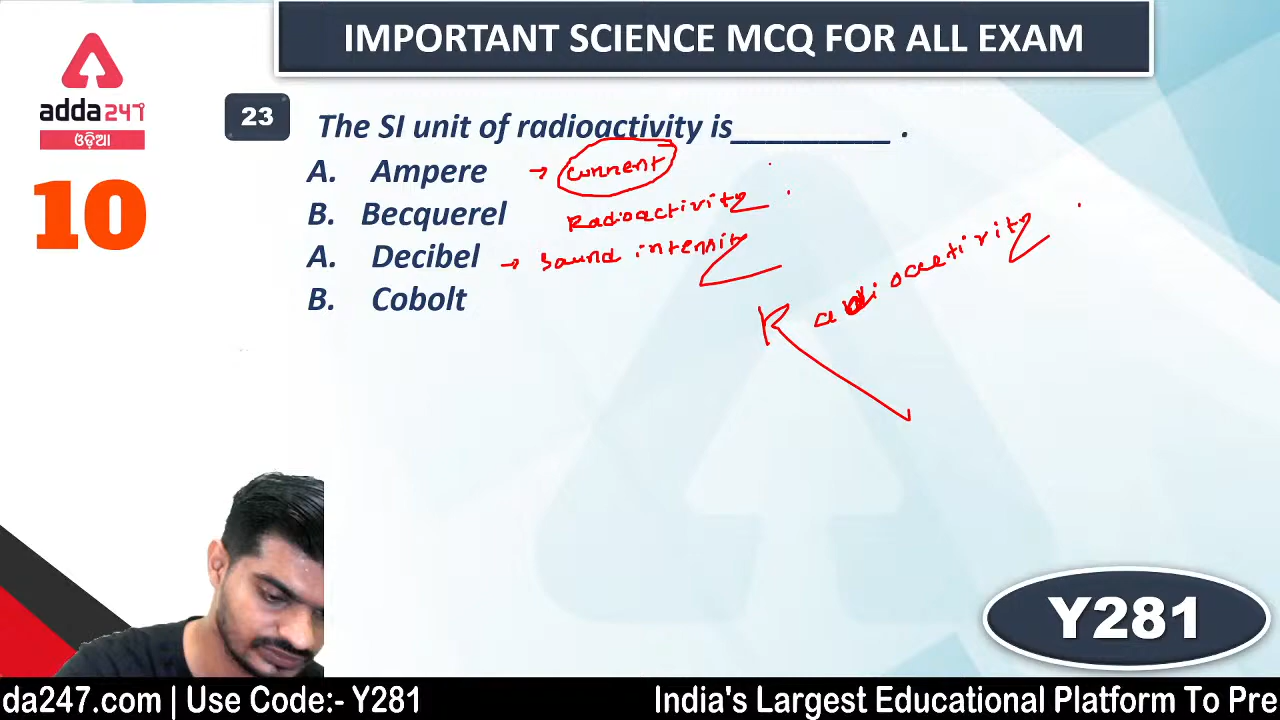 IMPORTANT SCIENCE MCQ FOR ALL EXAM
adda247
ଓଡ଼ିଆ
10
23 The SI unit of radioactivity is__________ .
A. Ampere → current
B. Becquerel Radioactivity
A. Decibel → sound intensity
B. Cobolt
Radioactivity
Y281
da247.com | Use Code:- Y281 India's Largest Educational Platform To Pre